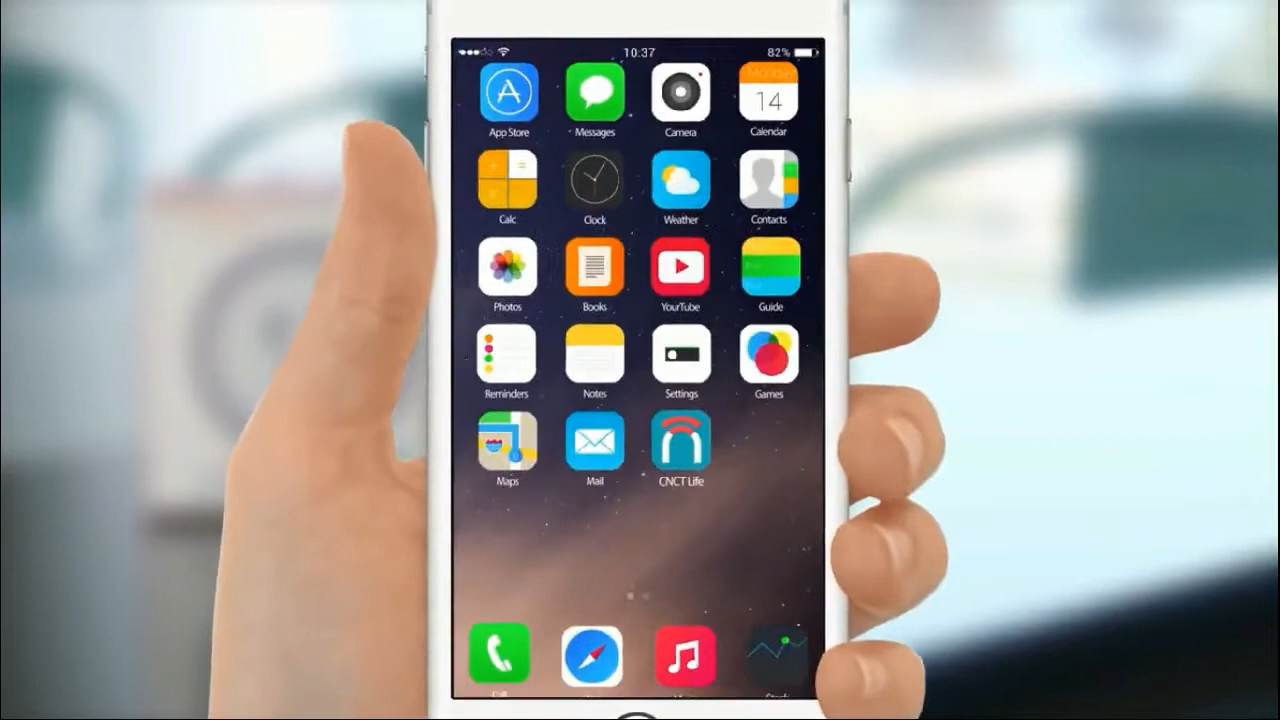 10:37 82%
Monday
14
App Store Messages Camera Calendar
Calc Clock Weather Contacts
Photos Books YourTube Guide
Reminders Notes Settings Games
Maps Mail CNCT Life